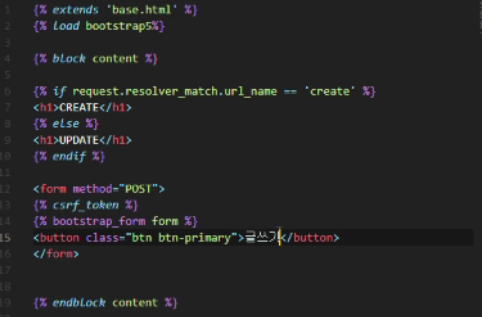 1 {% extends 'base.html' %}
2 {% load bootstrap5%}
3
4 {% block content %}
5
6 {% if request.resolver_match.url_name == 'create' %}
7 <h1>CREATE</h1>
8 {% else %}
9 <h1>UPDATE</h1>
10 {% endif %}
11
12 <form method="POST">
13 {% csrf_token %}
14 {% bootstrap_form form %}
15 <button class="btn btn-primary">글쓰기</button>
16 </form>
17
18
19 {% endblock content %}